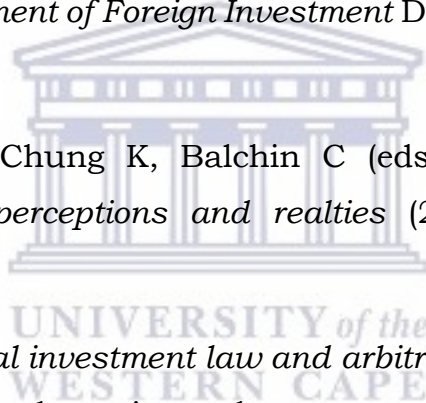 ment of Foreign Investment D
Chung K, Balchin C (eds
perceptions and realties (2
UNIVERSITY of the
al investment law and arbitr
WESTERN CAPE